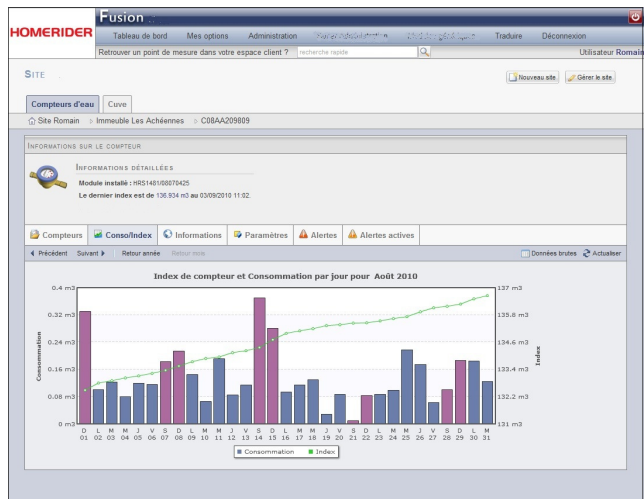 Fusion
HOMERIDER
Tableau de bord Mes options Administration Traduire Déconnexion
Retrouver un point de mesure dans votre espace client ? recherche rapide
Utilisateur Romain
SITE
Nouveau site Gérer le site
Compteurs d'eau Cuve
Site Romain » Immeuble Les Achéennes » C08AA209809
INFORMATIONS SUR LE COMPTEUR
INFORMATIONS DÉTAILLÉES
Module installé : HRS1481/08070425
Le dernier index est de 136,934 m3 au 03/09/2010 11:02.
Compteurs Conso/Index Informations Paramètres Alertes Alertes actives
Précédent Suivant Retour année Retour mois Données brutes Actualiser
Index de compteur et Consommation par jour pour Août 2010
0.4 m3 137 m3
0.32 m3 135.8 m3
0.24 m3 134.6 m3
0.16 m3 133.4 m3
0.08 m3 132.2 m3
0 m3 131 m3
Consommation
Index
D L M M J V S D L M M J V S D L M M J V S D L M M J V S D L M
01 02 03 04 05 06 07 08 09 10 11 12 13 14 15 16 17 18 19 20 21 22 23 24 25 26 27 28 29 30 31
Consommation Index